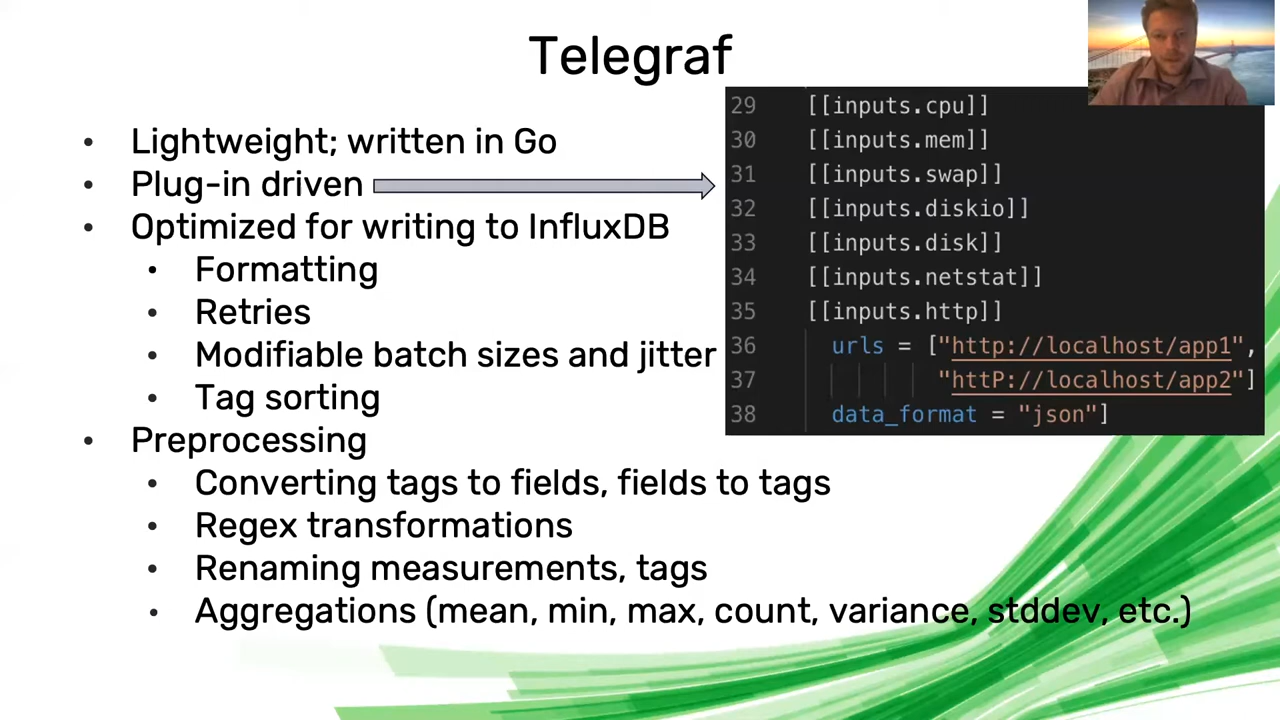 Telegraf
• Lightweight; written in Go
• Plug-in driven
• Optimized for writing to InfluxDB
• Formatting
• Retries
• Modifiable batch sizes and jitter
• Tag sorting
• Preprocessing
• Converting tags to fields, fields to tags
• Regex transformations
• Renaming measurements, tags
• Aggregations (mean, min, max, count, variance, stddev, etc.)
29 [[inputs.cpu]]
30 [[inputs.mem]]
31 [[inputs.swap]]
32 [[inputs.diskio]]
33 [[inputs.disk]]
34 [[inputs.netstat]]
35 [[inputs.http]]
36 urls = ["http://localhost/app1",
37 "httP://localhost/app2"]
38 data_format = "json"]